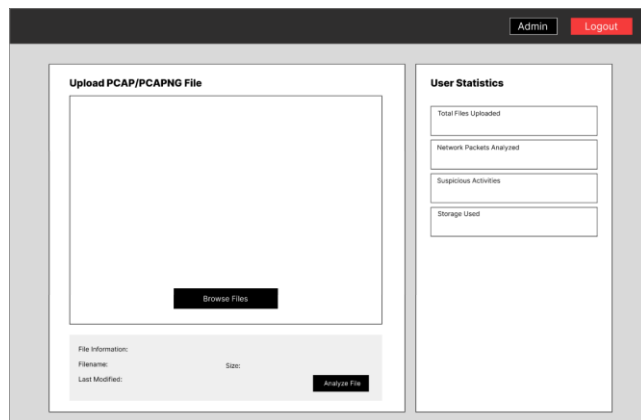 Admin Logout
Upload PCAP/PCAPNG File
Browse Files
File Information:
Filename: Size:
Last Modified:
Analyze File
User Statistics
Total Files Uploaded
Network Packets Analyzed
Suspicious Activities
Storage Used